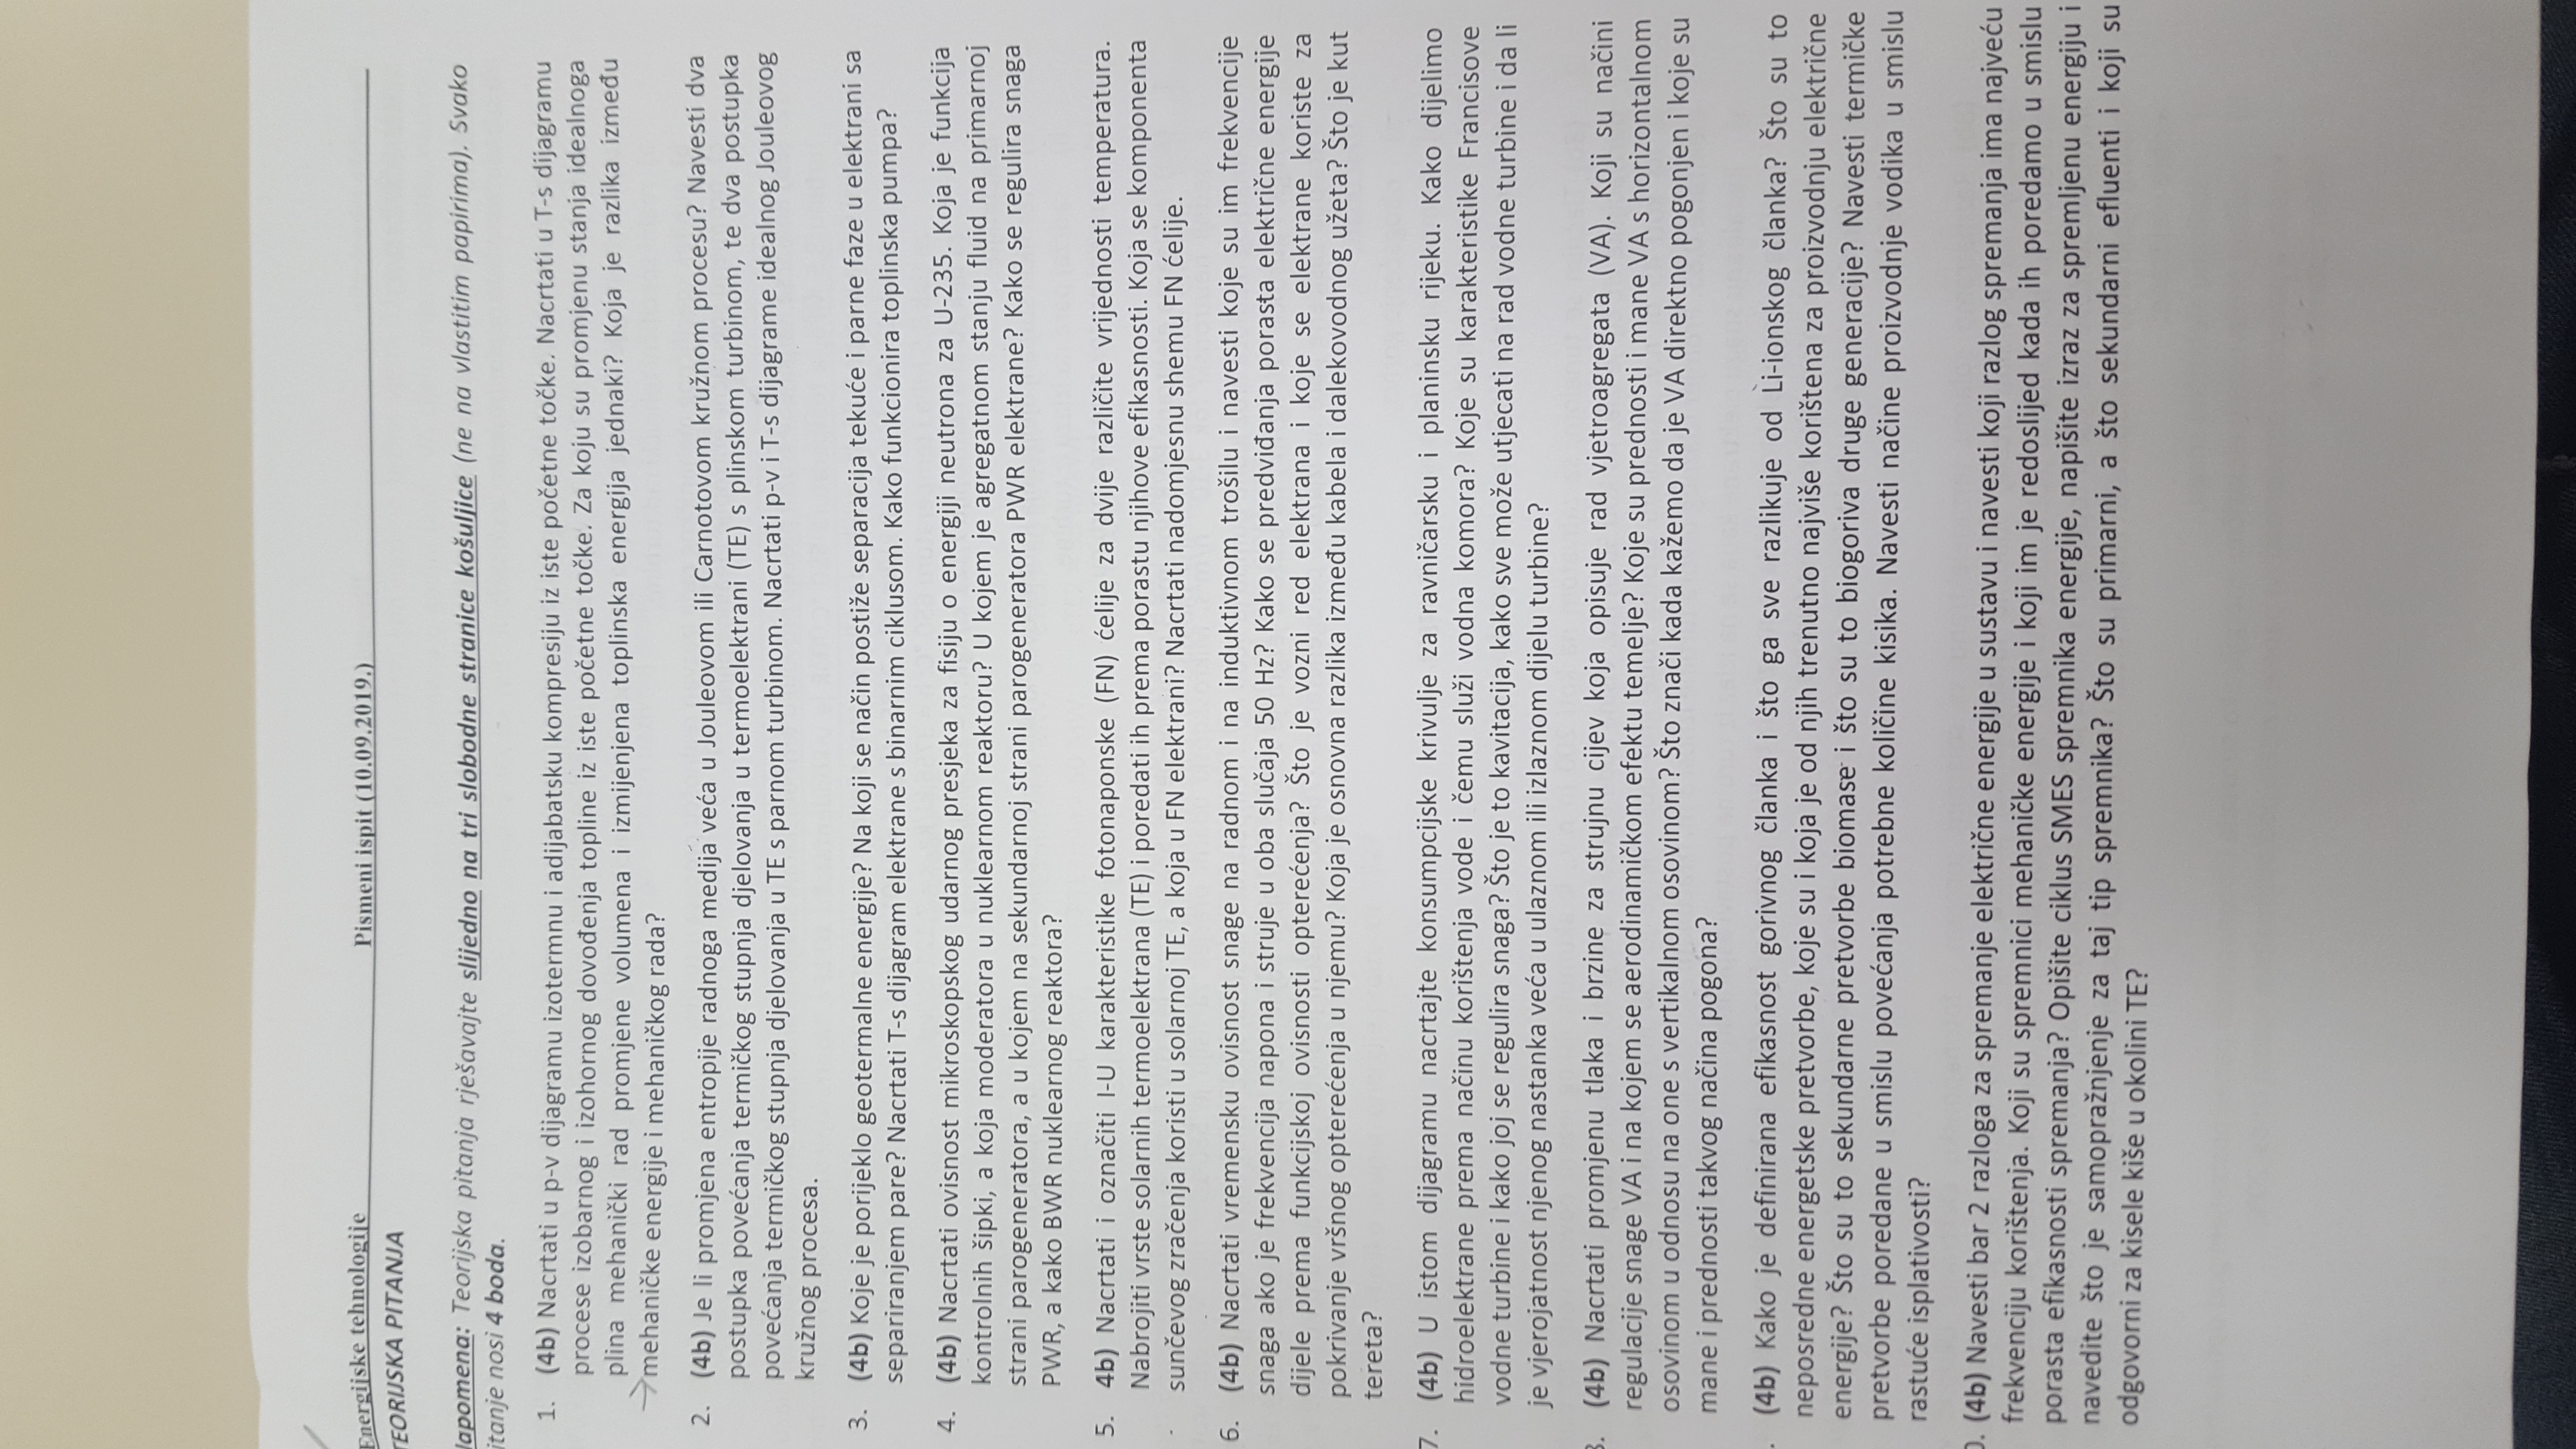 Energijske tehnologije Pismeni ispit (10.09.2019.)
TEORIJSKA PITANJA
Napomena: Teorijska pitanja rješavajte slijedno na tri slobodne stranice košuljice (ne na vlastitim papirima). Svako
pitanje nosi 4 boda.
1. (4b) Nacrtati u p-v dijagramu izotermnu i adijabatsku kompresiju iz iste početne točke. Nacrtati u T-s dijagramu
procese izobarnog i izohornog dovođenja topline iz iste početne točke. Za koju su promjenu stanja idealnoga
plina mehanički rad promjene volumena i izmijenjena toplinska energija jednaki? Koja je razlika između
mehaničke energije i mehaničkog rada?
2. (4b) Je li promjena entropije radnoga medija veća u Jouleovom ili Carnotovom kružnom procesu? Navesti dva
postupka povećanja termičkog stupnja djelovanja u termoelektrani (TE) s plinskom turbinom, te dva postupka
povećanja termičkog stupnja djelovanja u TE s parnom turbinom. Nacrtati p-v i T-s dijagrame idealnog Jouleovog
kružnog procesa.
3. (4b) Koje je porijeklo geotermalne energije? Na koji se način postiže separacija tekuće i parne faze u elektrani sa
separiranjem pare? Nacrtati T-s dijagram elektrane s binarnim ciklusom. Kako funkcionira toplinska pumpa?
4. (4b) Nacrtati ovisnost mikroskopskog udarnog presjeka za fisiju o energiji neutrona za U-235. Koja je funkcija
kontrolnih šipki, a koja moderatora u nuklearnom reaktoru? U kojem je agregatnom stanju fluid na primarnoj
strani parogeneratora, a u kojem na sekundarnoj strani parogeneratora PWR elektrane? Kako se regulira snaga
PWR, a kako BWR nuklearnog reaktora?
5. 4b) Nacrtati i označiti I-U karakteristike fotonaponske (FN) ćelije za dvije različite vrijednosti temperatura.
Nabrojiti vrste solarnih termoelektrana (TE) i poredati ih prema porastu njihove efikasnosti. Koja se komponenta
sunčevog zračenja koristi u solarnoj TE, a koja u FN elektrani? Nacrtati nadomjesnu shemu FN ćelije.
6. (4b) Nacrtati vremensku ovisnost snage na radnom i na induktivnom trošilu i navesti koje su im frekvencije
snaga ako je frekvencija napona i struje u oba slučaja 50 Hz? Kako se predviđanja porasta električne energije
dijele prema funkcijskoj ovisnosti opterećenja? Što je vozni red elektrana i koje se elektrane koriste za
pokrivanje vršnog opterećenja u njemu? Koja je osnovna razlika između kabela i dalekovodnog užeta? Što je kut
tereta?
7. (4b) U istom dijagramu nacrtajte konsumpcijske krivulje za ravničarsku i planinsku rijeku. Kako dijelimo
hidroelektrane prema načinu korištenja vode i čemu služi vodna komora? Koje su karakteristike Francisove
vodne turbine i kako joj se regulira snaga? Što je to kavitacija, kako sve može utjecati na rad vodne turbine i da li
je vjerojatnost njenog nastanka veća u ulaznom ili izlaznom dijelu turbine?
8. (4b) Nacrtati promjenu tlaka i brzine za strujnu cijev koja opisuje rad vjetroagregata (VA). Koji su načini
regulacije snage VA i na kojem se aerodinamičkom efektu temelje? Koje su prednosti i mane VA s horizontalnom
osovinom u odnosu na one s vertikalnom osovinom? Što znači kada kažemo da je VA direktno pogonjen i koje su
mane i prednosti takvog načina pogona?
. (4b) Kako je definirana efikasnost gorivnog članka i što ga sve razlikuje od Li-ionskog članka? Što su to
neposredne energetske pretvorbe, koje su i koja je od njih trenutno najviše korištena za proizvodnju električne
energije? Što su to sekundarne pretvorbe biomase i što su to biogoriva druge generacije? Navesti termičke
pretvorbe poredane u smislu povećanja potrebne količine kisika. Navesti načine proizvodnje vodika u smislu
rastuće isplativosti?
0. (4b) Navesti bar 2 razloga za spremanje električne energije u sustavu i navesti koji razlog spremanja ima najveću
frekvenciju korištenja. Koji su spremnici mehaničke energije i koji im je redoslijed kada ih poredamo u smislu
porasta efikasnosti spremanja? Opišite ciklus SMES spremnika energije, napišite izraz za spremljenu energiju i
navedite što je samopražnjenje za taj tip spremnika? Što su primarni, a što sekundarni efluenti i koji su
odgovorni za kisele kiše u okolini TE?